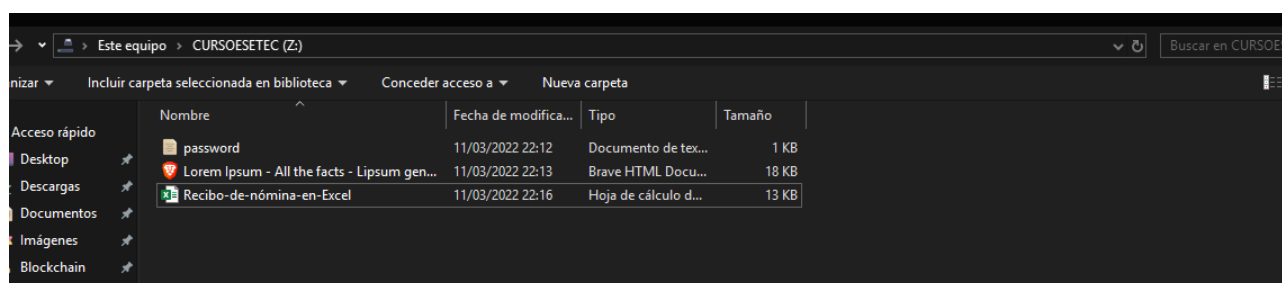 Este equipo > CURSOESETEC (Z:) Buscar en CURSOES
nizar Incluir carpeta seleccionada en biblioteca Conceder acceso a Nueva carpeta
Nombre Fecha de modifica... Tipo Tamaño
Acceso rápido
password 11/03/2022 22:12 Documento de tex... 1 KB
Desktop
Lorem Ipsum - All the facts - Lipsum gen... 11/03/2022 22:13 Brave HTML Docu... 18 KB
Descargas
Recibo-de-nómina-en-Excel 11/03/2022 22:16 Hoja de cálculo d... 13 KB
Documentos
Imágenes
Blockchain